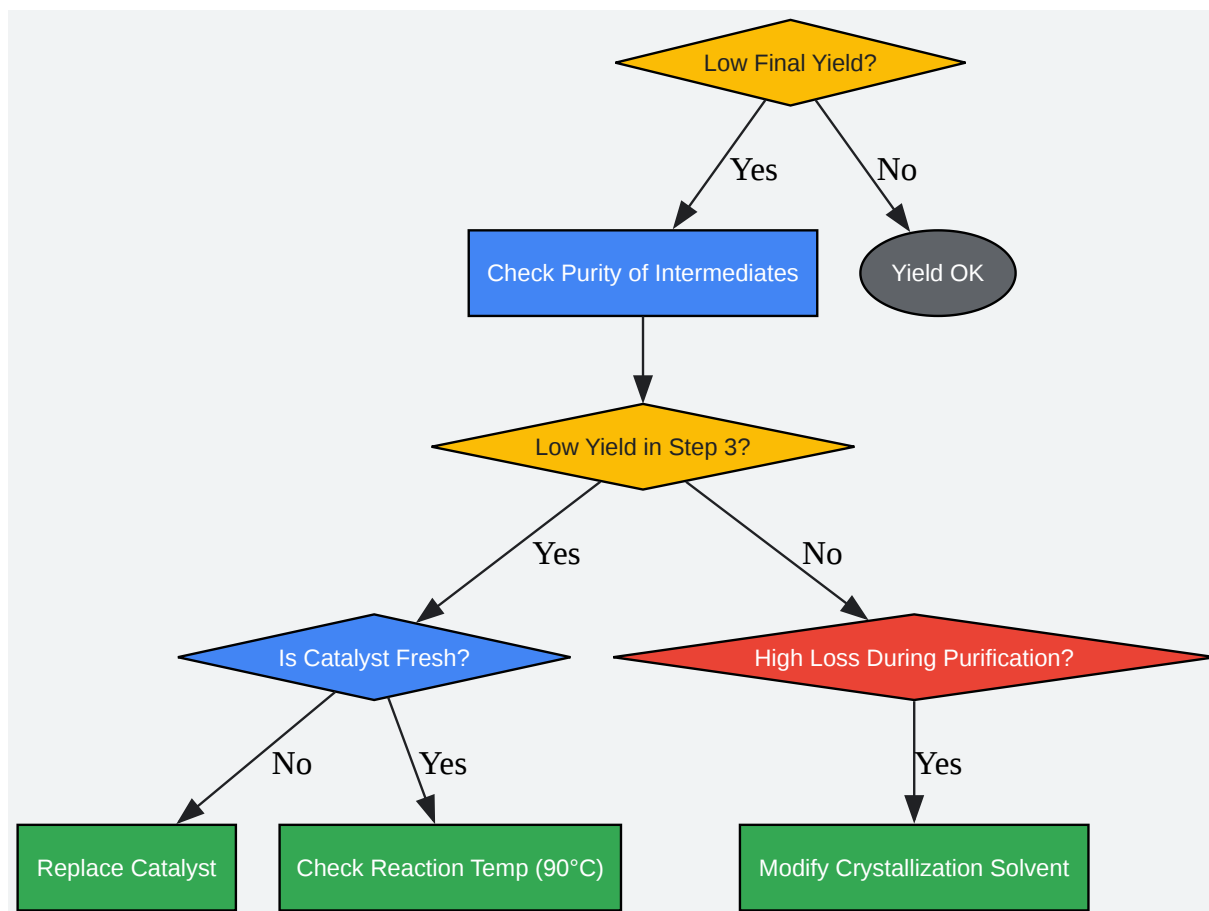 Low Final Yield?
Yes
No
Check Purity of Intermediates
Yield OK
Low Yield in Step 3?
Yes
No
Is Catalyst Fresh?
High Loss During Purification?
No
Yes
Yes
Replace Catalyst
Check Reaction Temp (90°C)
Modify Crystallization Solvent